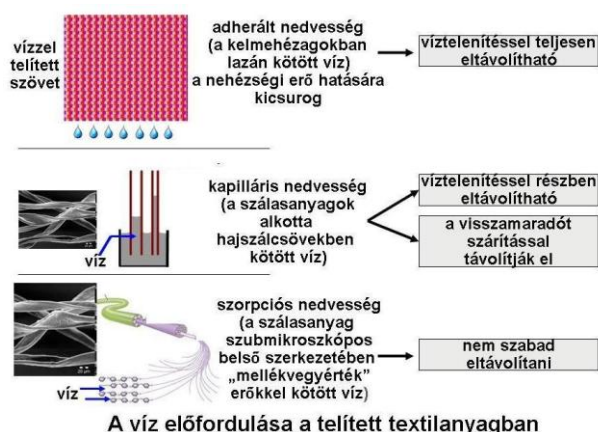 vízzel
telített
szövet
adherált nedvesség
(a kelmehézagokban
lazán kötött víz)
a nehézségi erő hatására
kicsurog
víztelenítéssel teljesen
eltávolítható
víz
kapilláris nedvesség
(a szálasanyagok
alkotta
hajszálcsövekben
kötött víz)
víztelenítéssel részben
eltávolítható
a visszamaradót
szárítással
távolítják el
víz
szorpciós nedvesség
(a szálasanyag
szubmikroszkópos
belső szerkezetében
„mellékvegyérték”
erőkkel kötött víz)
nem szabad
eltávolítani
A víz előfordulása a telített textilanyagban